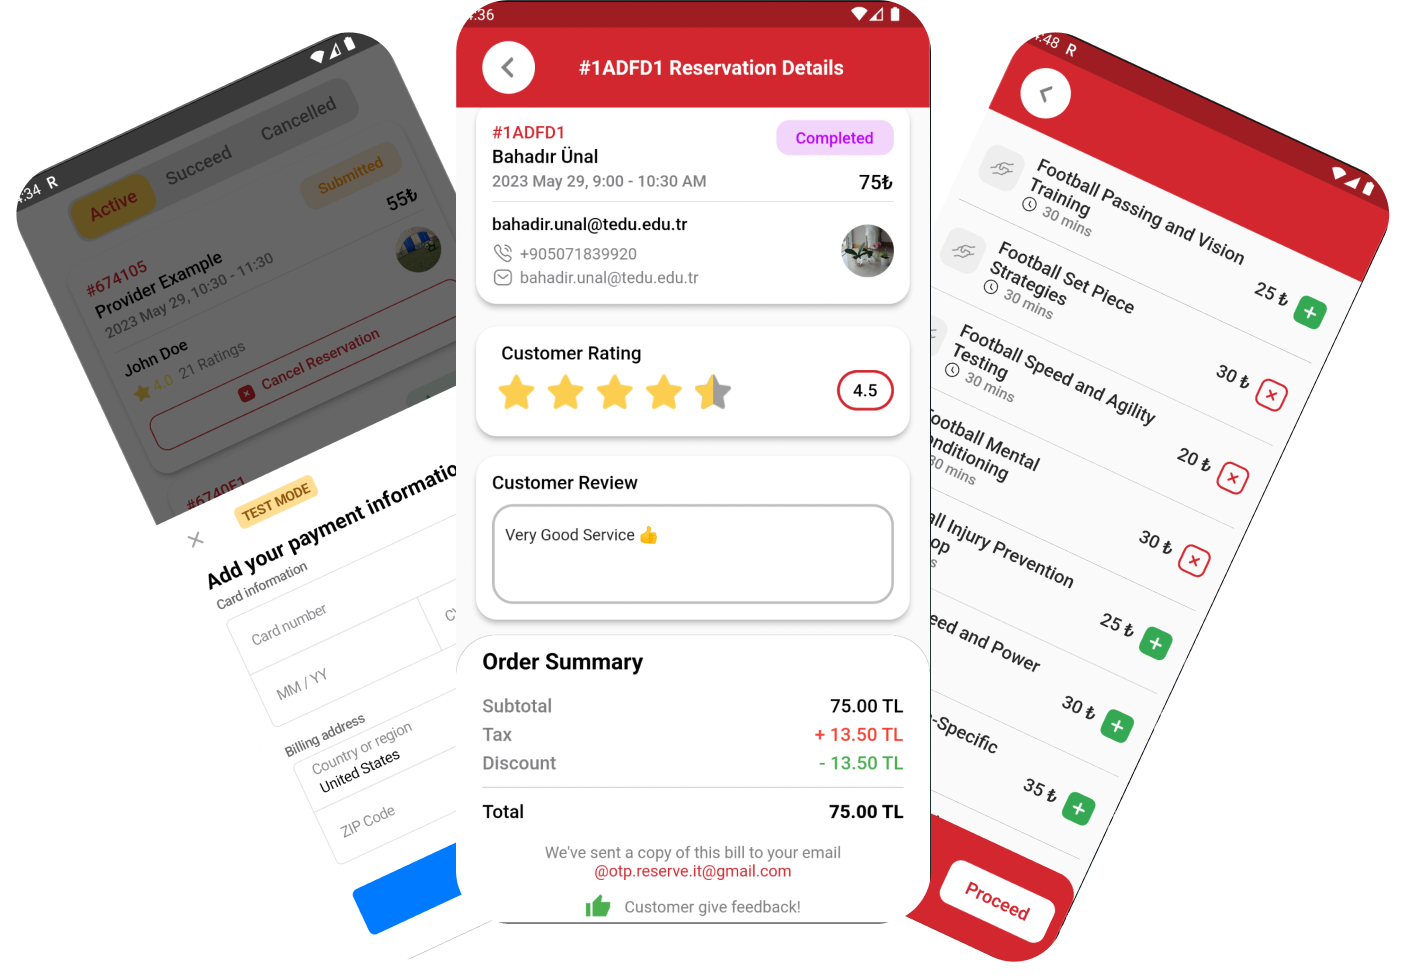 :34 R
Active
Succeed
Cancelled
Submitted
#674105
55₺
Provider Example
2023 May 29, 10:30 - 11:30
John Doe
4.0 21 Ratings
Cancel Reservation
#6740F1
TEST MODE
Add your payment informatio
Card information
Card number
MM / YY
Billing address
Country or region
United States
ZIP Code
:36
#1ADFD1 Reservation Details
#1ADFD1
Completed
Bahadır Ünal
2023 May 29, 9:00 - 10:30 AM
75₺
bahadir.unal@tedu.edu.tr
+905071839920
bahadir.unal@tedu.edu.tr
Customer Rating
4.5
Customer Review
Very Good Service 👍
Order Summary
Subtotal 75.00 TL
Tax + 13.50 TL
Discount - 13.50 TL
Total 75.00 TL
We've sent a copy of this bill to your email
@otp.reserve.it@gmail.com
Customer give feedback!
:48 R
Football Passing and Vision
Training
30 mins
25 ₺
Football Set Piece
Strategies
30 mins
30 ₺
Football Speed and Agility
Testing
30 mins
20 ₺
ootball Mental
onditioning
30 mins
30 ₺
all Injury Prevention
op
s
25 ₺
eed and Power
30 ₺
-Specific
35 ₺
Proceed